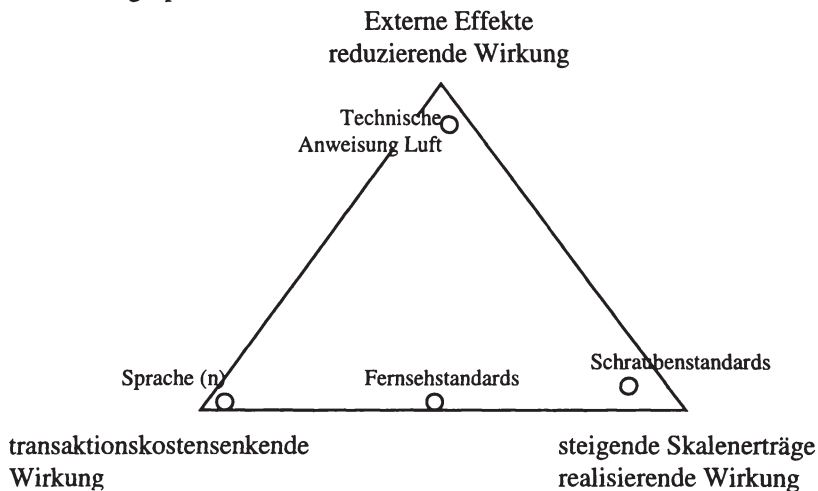 Externe Effekte
reduzierende Wirkung
Technische
Anweisung Luft
Schraubenstandards
Sprache (n)
Fernsehstandards
transaktionskostensenkende
Wirkung
steigende Skalenerträge
realisierende Wirkung